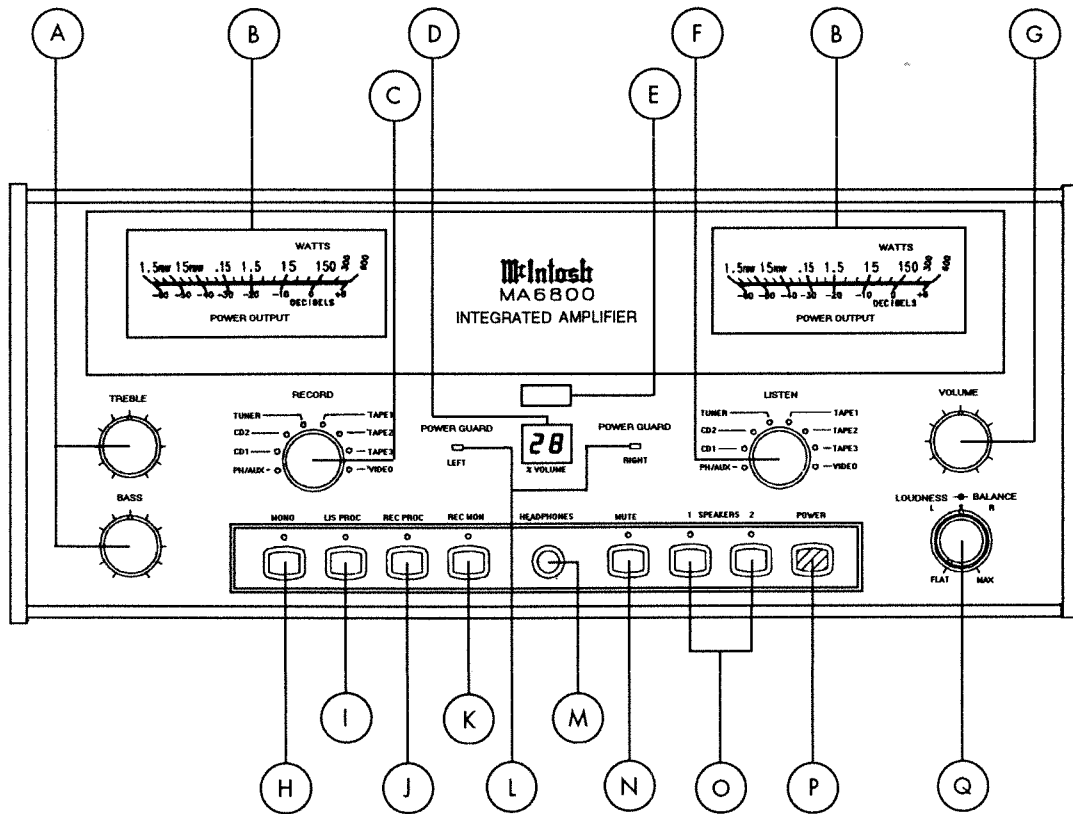 A B D F B G
C E
WATTS
1.5mw 15mw .15 1.5 15 150 300 600
-60 -50 -40 -30 -20 -10 0 +6
DECIBELS
POWER OUTPUT
McIntosh
MA6800
INTEGRATED AMPLIFIER
WATTS
1.5mw 15mw .15 1.5 15 150 300 600
-60 -50 -40 -30 -20 -10 0 +6
DECIBELS
POWER OUTPUT
TREBLE
RECORD
TUNER TAPE1
CD2 TAPE2
CD1 TAPE3
PH/AUX VIDEO
POWER GUARD
LEFT
28
% VOLUME
POWER GUARD
RIGHT
LISTEN
TUNER TAPE1
CD2 TAPE2
CD1 TAPE3
PH/AUX VIDEO
VOLUME
BASS
LOUDNESS BALANCE
L S R
FLAT MAX
MONO LIS PROC REC PROC REC MON HEADPHONES MUTE 1 SPEAKERS 2 POWER
I K M
H J L N O P Q